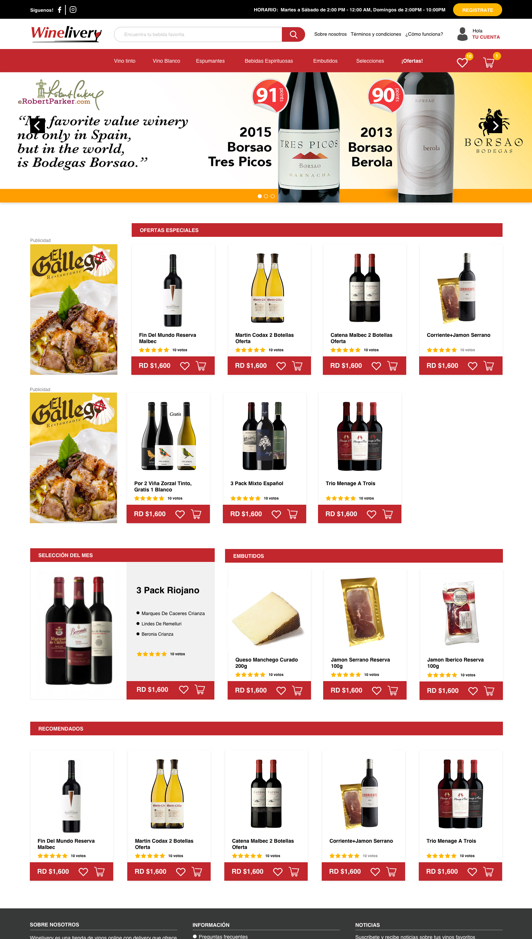 Síguenos!
HORARIO: Martes a Sábado de 2:00 PM - 12:00 AM, Domingos de 2:00PM - 10:00PM
REGISTRATE
Winelivery
Encuentra tu bebida favorita
Sobre nosotros Términos y condiciones ¿Cómo funciona?
Hola
TU CUENTA
Vino tinto Vino Blanco Espumantes Bebidas Espirituosas Embutidos Selecciones ¡Ofertas!
eRobertParker.com
“My favorite value winery
not only in Spain,
but in the world,
is Bodegas Borsao.”
91
2015
Borsao
Tres Picos
TRES PICOS
BORSAO
GARNACHA
90
2013
Borsao
Berola
berola
BORSAO
BODEGAS
OFERTAS ESPECIALES
Publicidad
El Gallego
Restaurante
Fin Del Mundo Reserva
Malbec
10 votos
RD $1,600
Martín Codax 2 Botellas
Oferta
10 votos
RD $1,600
Catena Malbec 2 Botellas
Oferta
10 votos
RD $1,600
Corriente+Jamon Serrano
10 votos
RD $1,600
Publicidad
El Gallego
Restaurante
Gratis
Por 2 Viña Zorzal Tinto,
Gratis 1 Blanco
10 votos
RD $1,600
3 Pack Mixto Español
10 votos
RD $1,600
Trio Menage A Trois
10 votos
RD $1,600
SELECCIÓN DEL MES
3 Pack Riojano
Marques De Caceres Crianza
Lindes De Remelluri
Beronia Crianza
10 votos
RD $1,600
EMBUTIDOS
Queso Manchego Curado
200g
10 votos
RD $1,600
Jamon Serrano Reserva
100g
10 votos
RD $1,600
Jamon Iberico Reserva
100g
10 votos
RD $1,600
RECOMENDADOS
Fin Del Mundo Reserva
Malbec
10 votos
RD $1,600
Martín Codax 2 Botellas
Oferta
10 votos
RD $1,600
Catena Malbec 2 Botellas
Oferta
10 votos
RD $1,600
Corriente+Jamon Serrano
10 votos
RD $1,600
Trio Menage A Trois
10 votos
RD $1,600
SOBRE NOSOTROS
Winelivery es una tienda de vinos online con delivery que ofrece
INFORMACIÓN
Preguntas frecuentes
NOTICIAS
Suscribele y recibe noticias sobre tus vinos favoritos